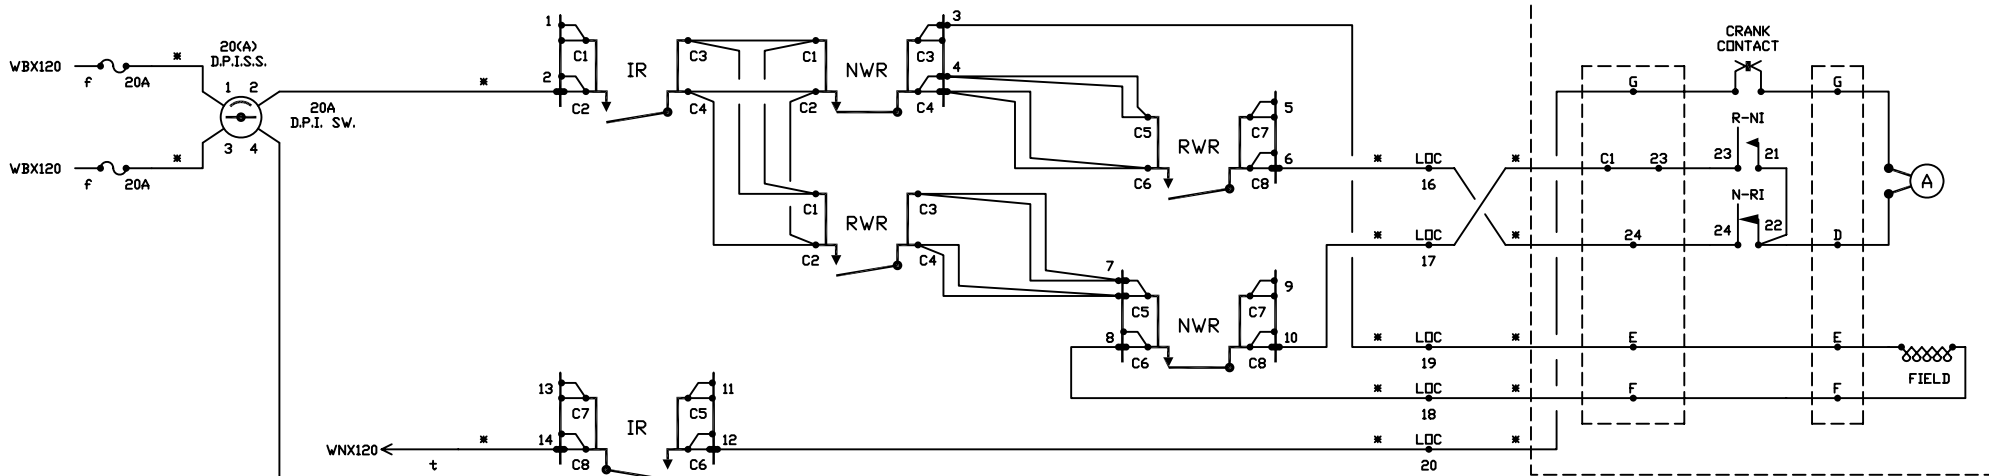 WBX120
f
20A
*
20(A)
D.P.I.S.S.
1 2
3 4
20A
D.P.I. SW.
WBX120
f
20A
*
*
1
2
C1
C2
IR
C3
C4
C1
C2
NWR
C3
C4
3
4
C5
C6
RWR
C7
C8
5
6
C1
C2
RWR
C3
C4
7
8
C5
C6
NWR
C7
C8
9
10
13
14
C7
C8
IR
C5
C6
11
12
WNX120
t
*
* LOC *
16
* LOC *
17
* LOC *
19
* LOC *
18
* LOC *
20
CRANK
CONTACT
G
G
R-NI
C1 23
23 21
N-RI
24
24 22
D
A
E
E
FIELD
F
F